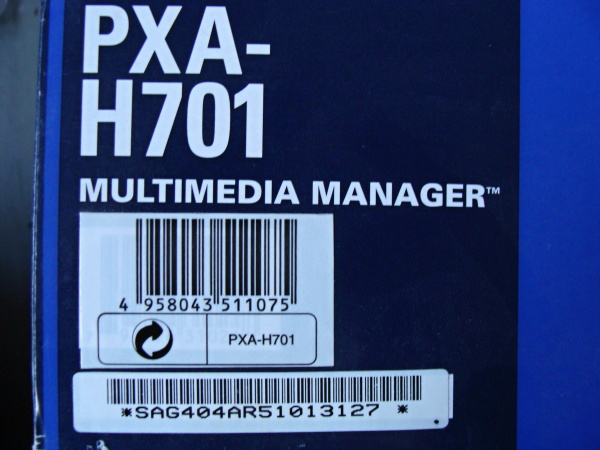 PXA-
H701
MULTIMEDIA MANAGER™
4 958043 511075
PXA-H701
*SAG404AR51013127 *